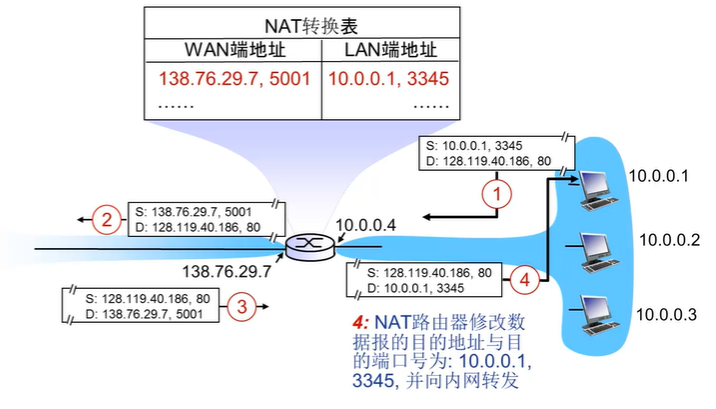 NAT转换表
WAN端地址 LAN端地址
138.76.29.7, 5001 10.0.0.1, 3345
…… ……
S: 10.0.0.1, 3345
D: 128.119.40.186, 80
1
10.0.0.1
S: 138.76.29.7, 5001
D: 128.119.40.186, 80
2
10.0.0.4
10.0.0.2
138.76.29.7
S: 128.119.40.186, 80
D: 10.0.0.1, 3345
4
S: 128.119.40.186, 80
D: 138.76.29.7, 5001
3
10.0.0.3
4: NAT路由器修改数
据报的目的地址与目
的端口号为: 10.0.0.1,
3345, 并向内网转发